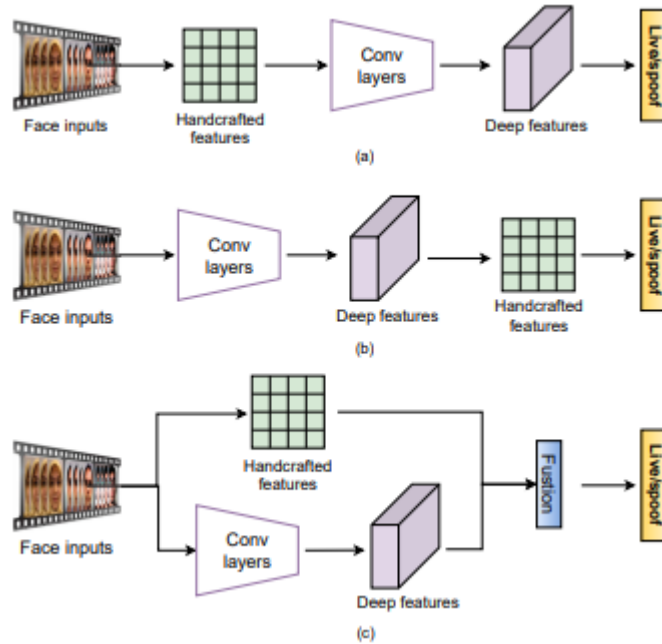 Face inputs
Handcrafted
features
Conv
layers
Deep features
Live/spoof
(a)
Face inputs
Conv
layers
Deep features
Handcrafted
features
Live/spoof
(b)
Face inputs
Handcrafted
features
Conv
layers
Deep features
Fustion
Live/spoof
(c)